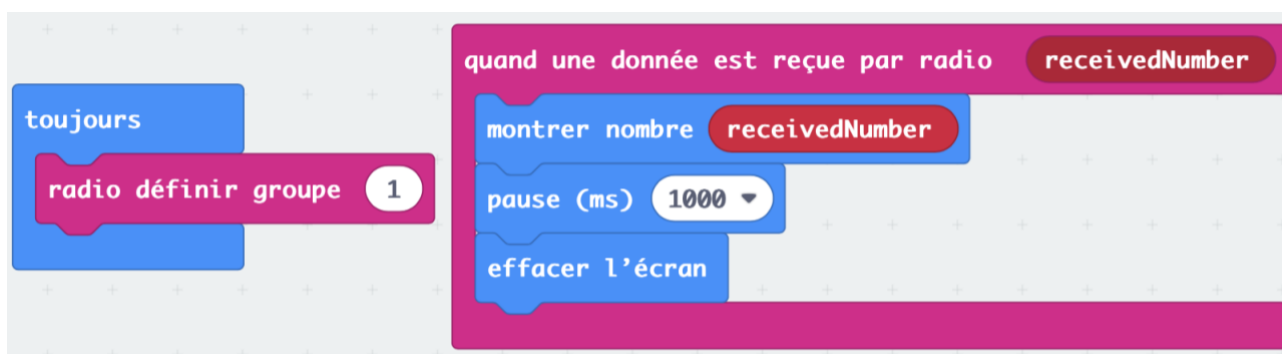 toujours
radio définir groupe 1
quand une donnée est reçue par radio receivedNumber
montrer nombre receivedNumber
pause (ms) 1000
effacer l'écran